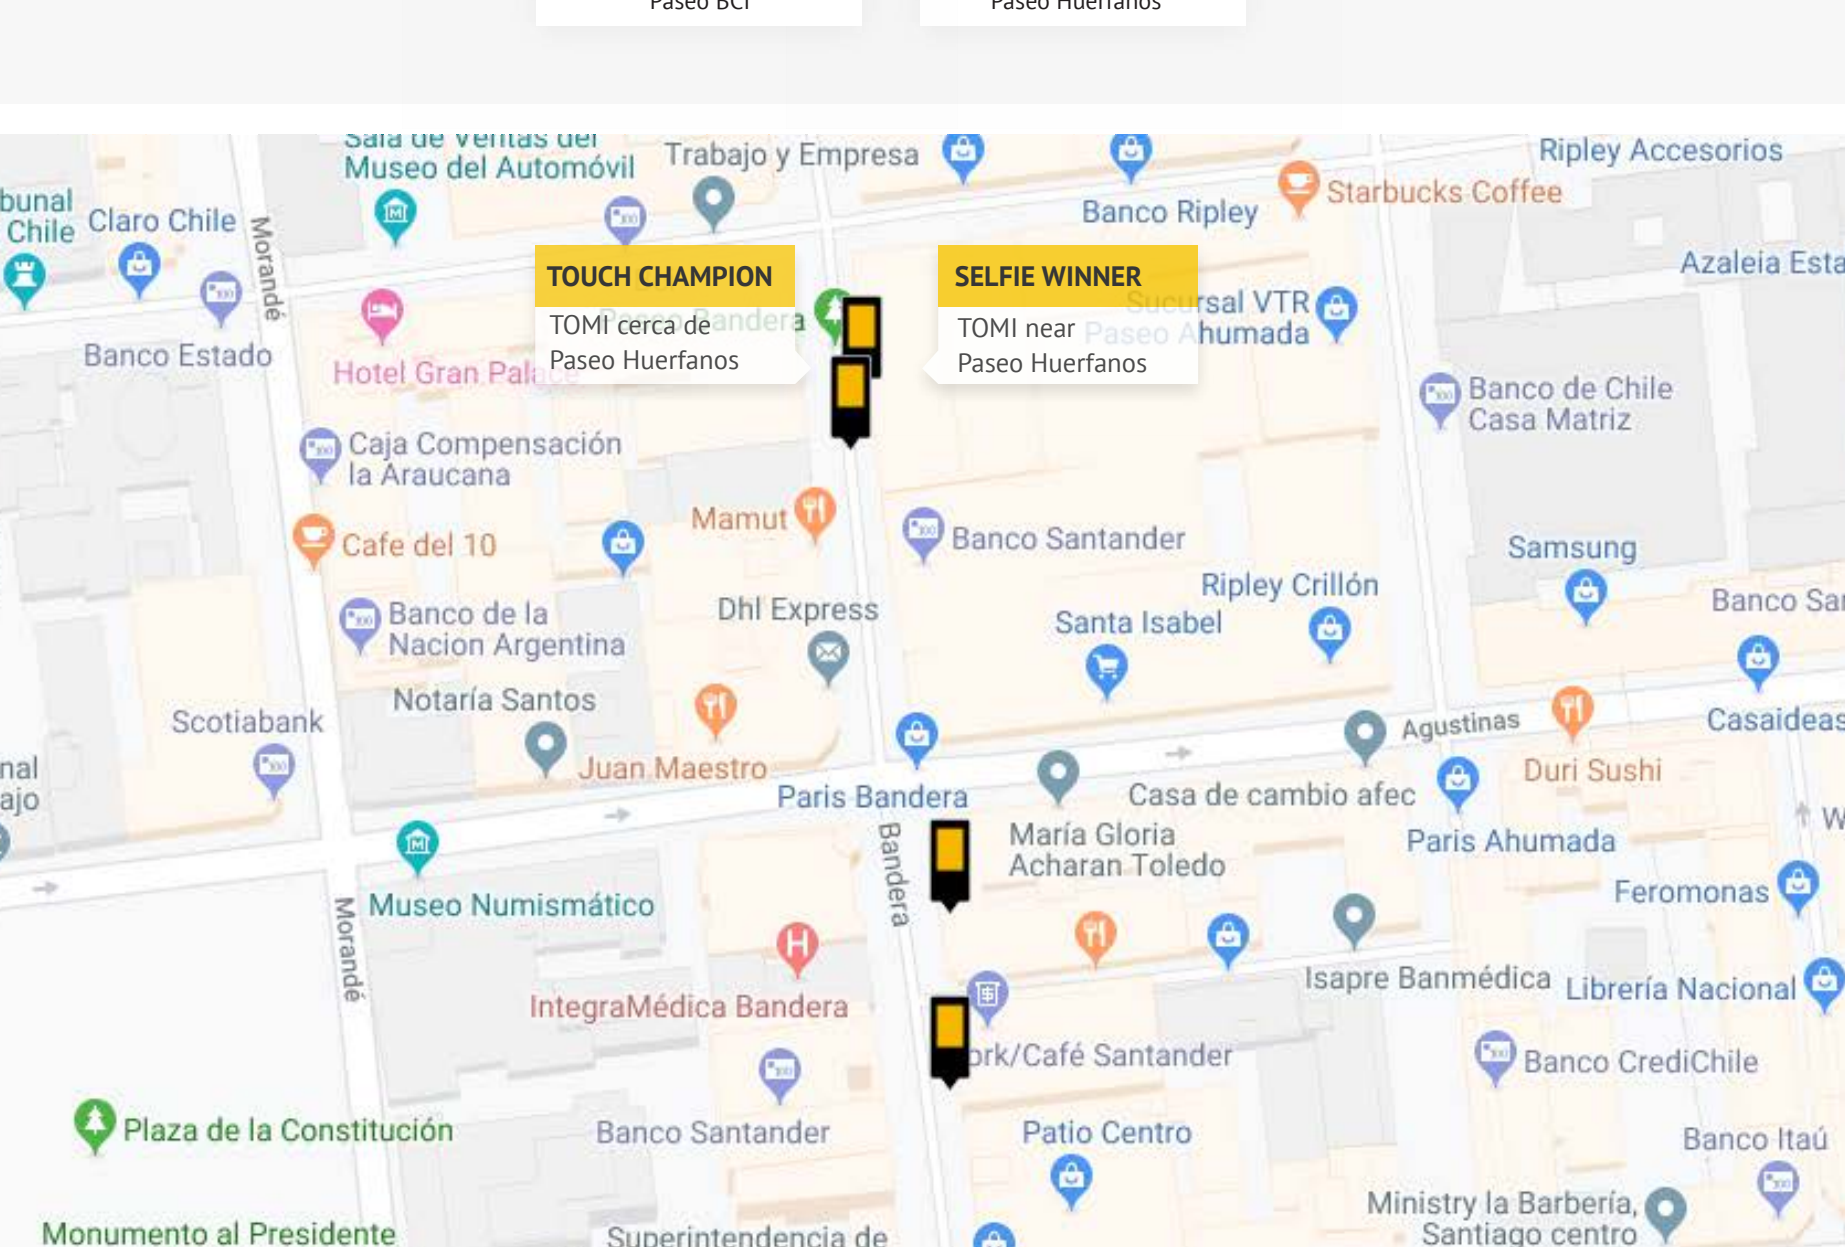 Paseo BCI
Paseo Huerfanos
Sala de Ventas del
Museo del Automóvil
Trabajo y Empresa
Ripley Accesorios
bunal
Chile
Claro Chile
Morandé
Starbucks Coffee
Banco Ripley
Azaleia Esta
TOUCH CHAMPION
TOMI cerca de
Paseo Huerfanos
SELFIE WINNER
TOMI near
Paseo Huerfanos
Paseo Bandera
Sucursal VTR
Paseo Ahumada
Banco Estado
Hotel Gran Palace
Banco de Chile
Casa Matriz
Caja Compensación
la Araucana
Mamut
Cafe del 10
Banco Santander
Samsung
Ripley Crillón
Banco de la
Nacion Argentina
Dhl Express
Santa Isabel
Banco San
Notaría Santos
Scotiabank
Agustinas
Casaideas
nal
ajo
Juan Maestro
Paris Bandera
Casa de cambio afec
Duri Sushi
Bandera
María Gloria
Acharan Toledo
Paris Ahumada
W
Museo Numismático
Morandé
Feromonas
IntegraMédica Bandera
Isapre Banmédica
Librería Nacional
ork/Café Santander
Banco CrediChile
Plaza de la Constitución
Banco Santander
Patio Centro
Banco Itaú
Ministry la Barbería,
Santiago centro
Monumento al Presidente
Superintendencia de